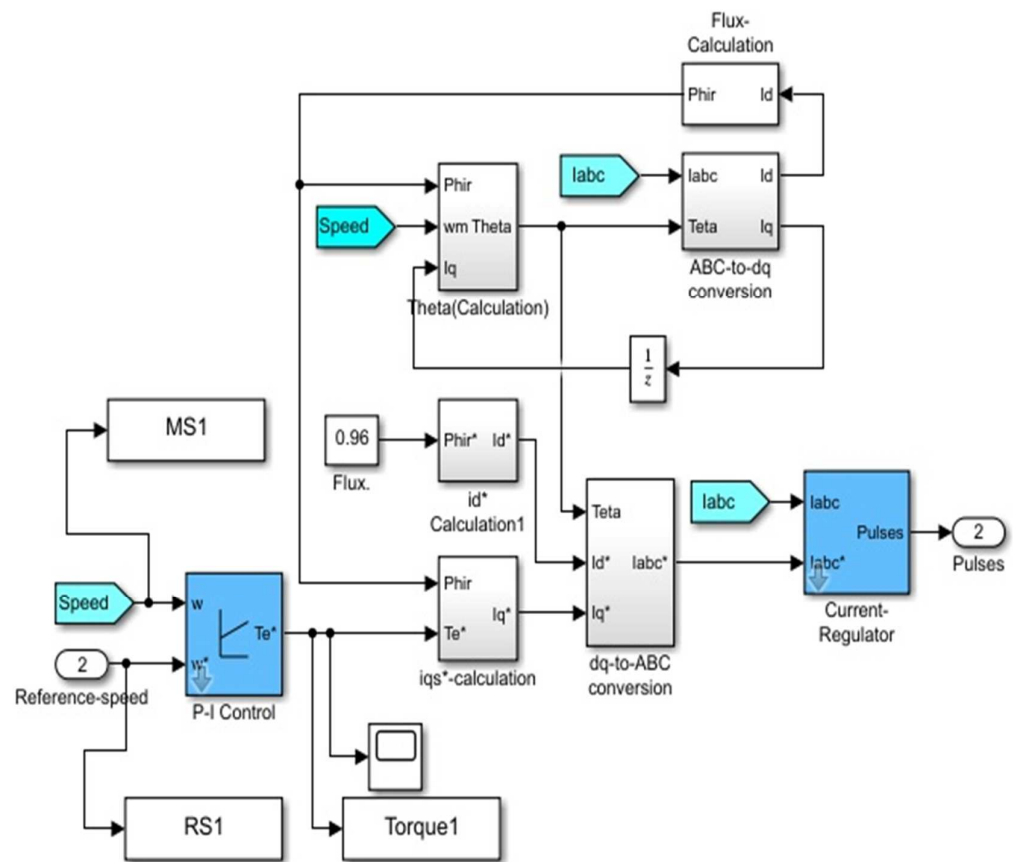 Flux-
Calculation
Phir Id
Iabc
Iabc Id
Teta Iq
ABC-to-dq
conversion
Phir
Speed
wm Theta
Iq
Theta(Calculation)
1
z
MS1
0.96
Flux.
Phir* Id*
id*
Calculation1
Teta
Id* Iabc*
Iq*
dq-to-ABC
conversion
Iabc
Iabc
Pulses
Iabc*
Current-
Regulator
2
Pulses
Phir
Iq*
Te*
iqs*-calculation
Speed
w
Te*
w*
P-I Control
2
Reference-speed
RS1
Torque1